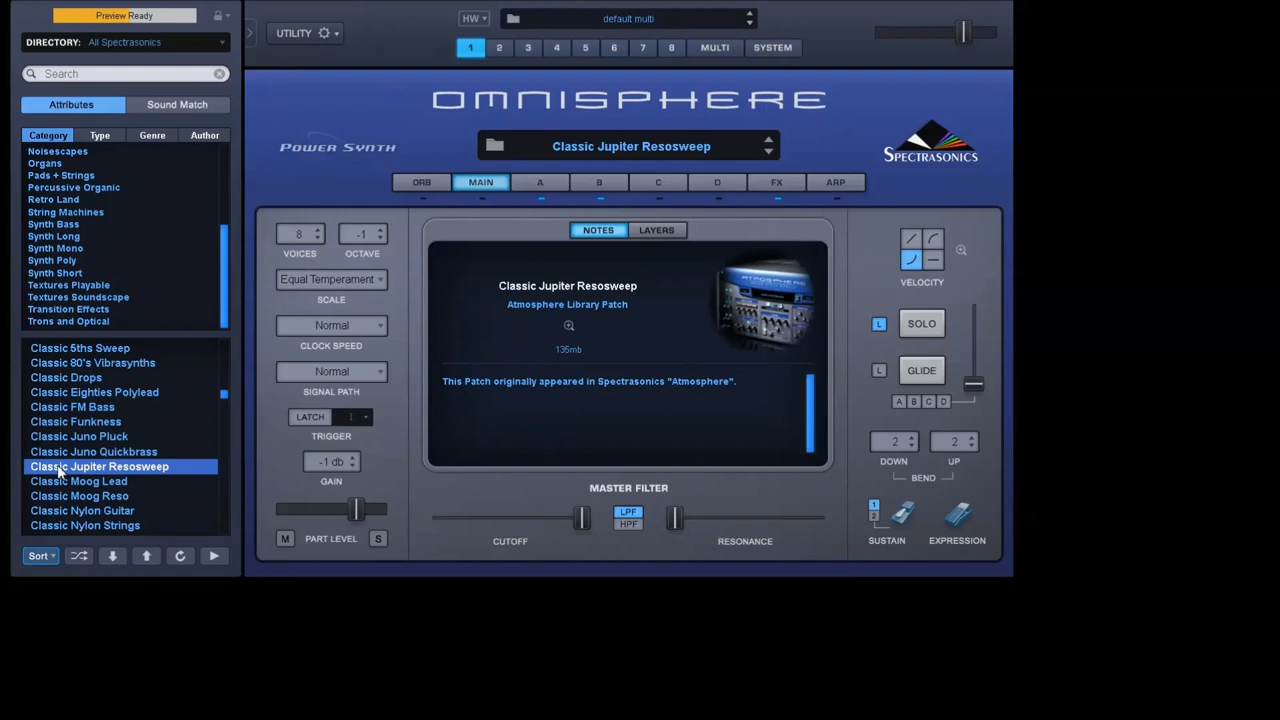 Preview Ready
DIRECTORY: All Spectrasonics
Search
Attributes
Sound Match
Category
Type
Genre
Author
Noisescapes
Organs
Pads + Strings
Percussive Organic
Retro Land
String Machines
Synth Bass
Synth Long
Synth Mono
Synth Poly
Synth Short
Textures Playable
Textures Soundscape
Transition Effects
Trons and Optical
Classic 5ths Sweep
Classic 80's Vibrasynths
Classic Drops
Classic Eighties Polylead
Classic FM Bass
Classic Funkness
Classic Juno Pluck
Classic Juno Quickbrass
Classic Jupiter Resosweep
Classic Moog Lead
Classic Moog Reso
Classic Nylon Guitar
Classic Nylon Strings
Sort
UTILITY
HW
default multi
1 2 3 4 5 6 7 8 MULTI SYSTEM
OMNISPHERE
POWER SYNTH
Classic Jupiter Resosweep
SPECTRASONICS
ORB MAIN A B C D FX ARP
8
VOICES
-1
OCTAVE
Equal Temperament
SCALE
Normal
CLOCK SPEED
Normal
SIGNAL PATH
LATCH 1
TRIGGER
-1 db
GAIN
M PART LEVEL S
NOTES LAYERS
Classic Jupiter Resosweep
Atmosphere Library Patch
135mb
This Patch originally appeared in Spectrasonics "Atmosphere".
ATMOSPHERE
MASTER FILTER
CUTOFF
LPF
HPF
RESONANCE
VELOCITY
L SOLO
L GLIDE
A B C D
2
DOWN
2
UP
BEND
1
2
SUSTAIN
EXPRESSION